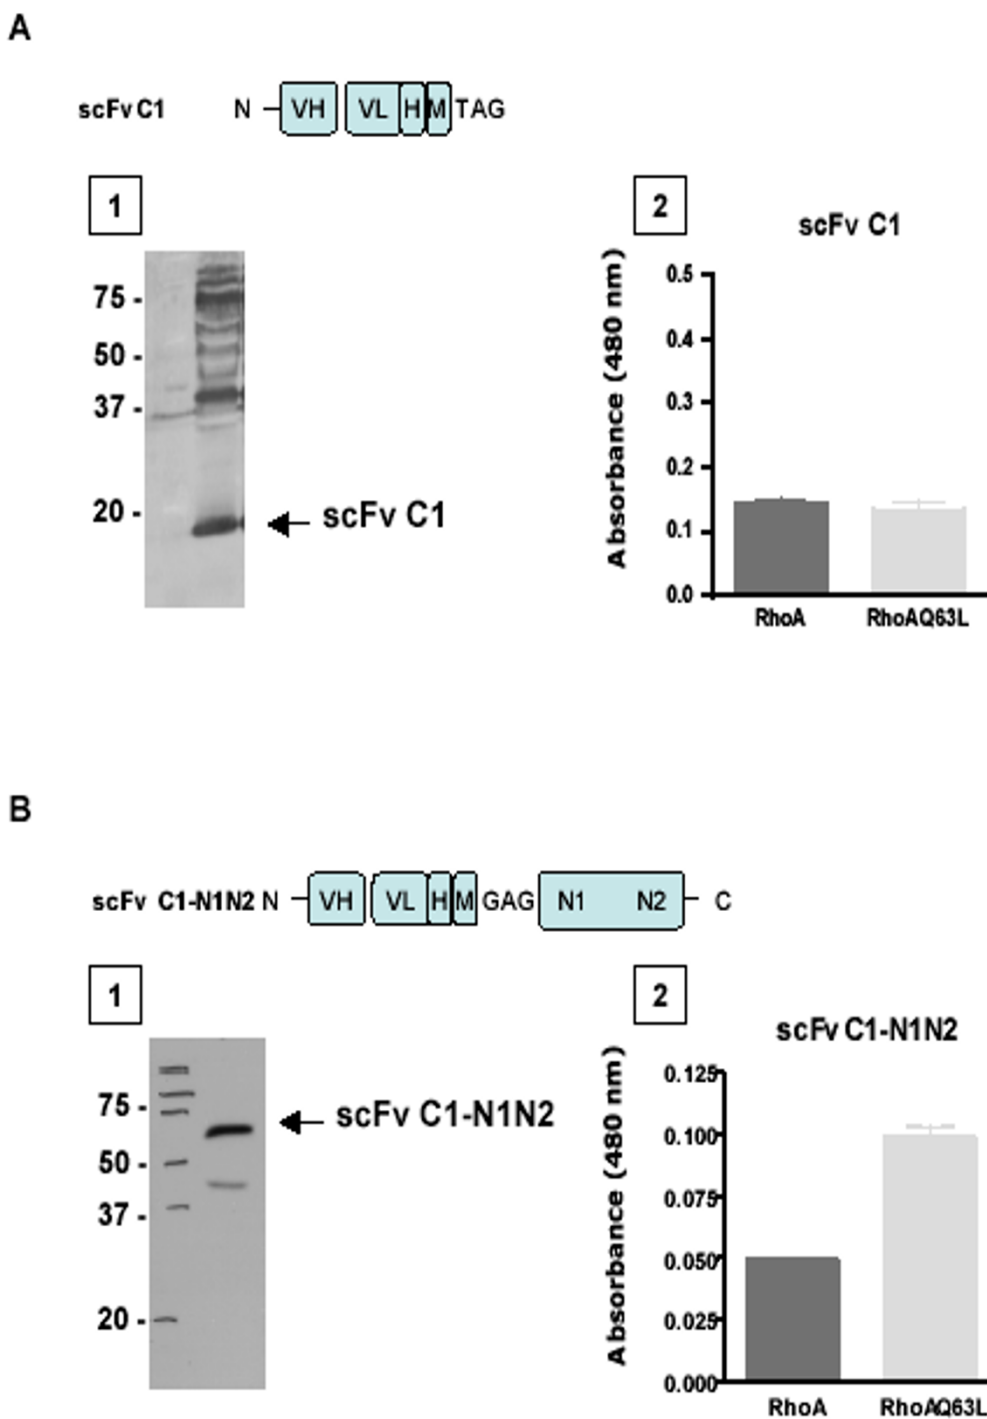 A
scFv C1 N VH VL H M TAG
1
75 -
50 -
37 -
20 -
scFv C1
2
scFv C1
Absorbance (480 nm)
0.5
0.4
0.3
0.2
0.1
0.0
RhoA RhoAQ63L
B
scFv C1-N1N2 N VH VL H M GAG N1 N2 C
1
75 -
50 -
37 -
20 -
scFv C1-N1N2
2
scFv C1-N1N2
Absorbance (480 nm)
0.125
0.100
0.075
0.050
0.025
0.000
RhoA RhoAQ63L